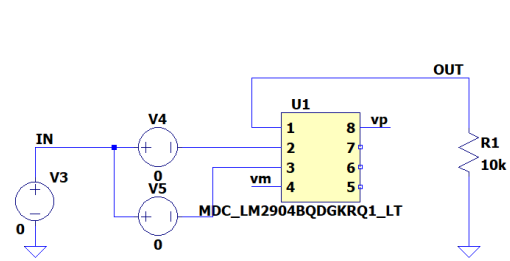 OUT
U1
V4
1
8
vp
IN
+
2
7
R1
V3
0
3
6
10k
+
V5
vm
4
5
0
+
MDC_LM2904BQDGKRQ1_LT
0